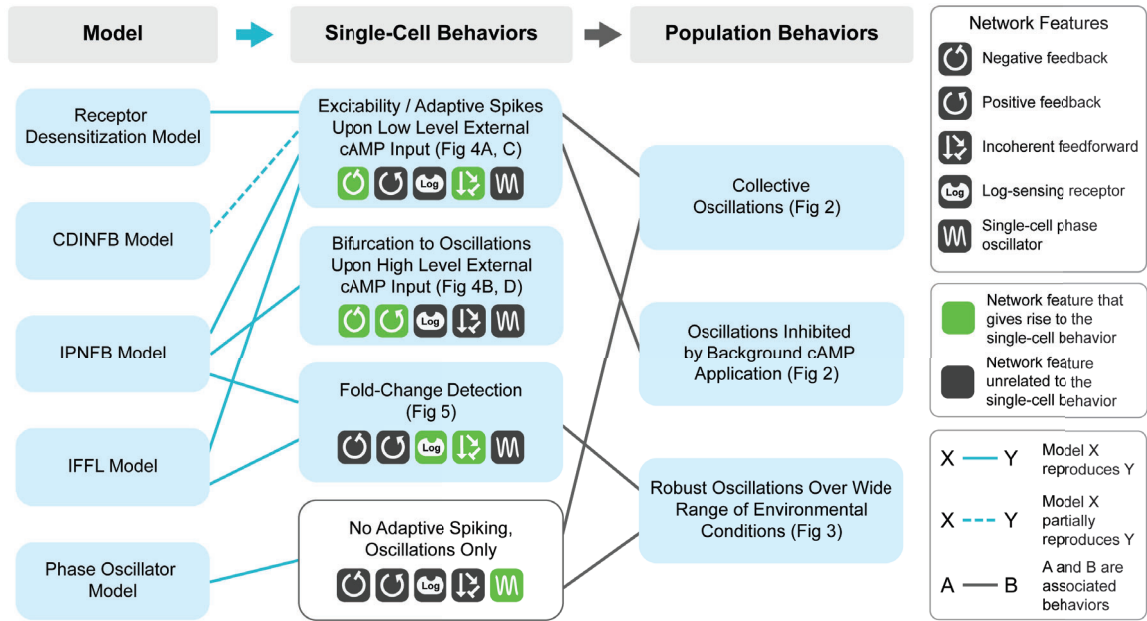 Model
Single-Cell Behaviors
Population Behaviors
Receptor
Desensitization Model
CDINFB Model
IPNFB Model
IFFL Model
Phase Oscillator
Model
Excitability / Adaptive Spikes
Upon Low Level External
cAMP Input (Fig 4A, C)
Log
Bifurcation to Oscillations
Upon High Level External
cAMP Input (Fig 4B, D)
Log
Fold-Change Detection
(Fig 5)
Log
No Adaptive Spiking,
Oscillations Only
Log
Collective
Oscillations (Fig 2)
Oscillations Inhibited
by Background cAMP
Application (Fig 2)
Robust Oscillations Over Wide
Range of Environmental
Conditions (Fig 3)
Network Features
Negative feedback
Positive feedback
Incoherent feedforward
Log
Log-sensing receptor
Single-cell phase
oscillator
Network feature that
gives rise to the
single-cell behavior
Network feature
unrelated to the
single-cell behavior
X Y Model X
reproduces Y
X Y Model X
partially
reproduces Y
A B A and B are
associated
behaviors